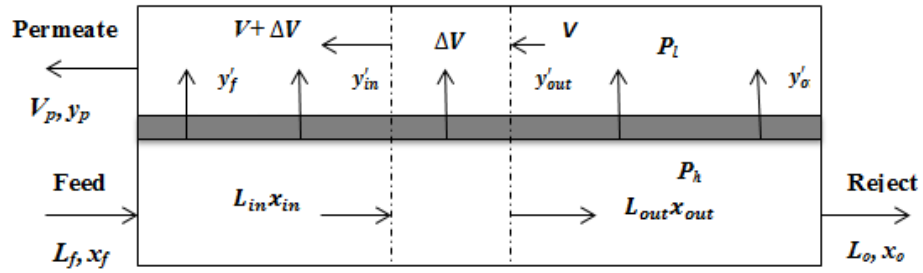 Permeate
V + ΔV
ΔV
V
P_l
y'_f
y'_in
y'_out
y'_o
V_p, y_p
P_h
Feed
L_in x_in
L_out x_out
Reject
L_f, x_f
L_o, x_o